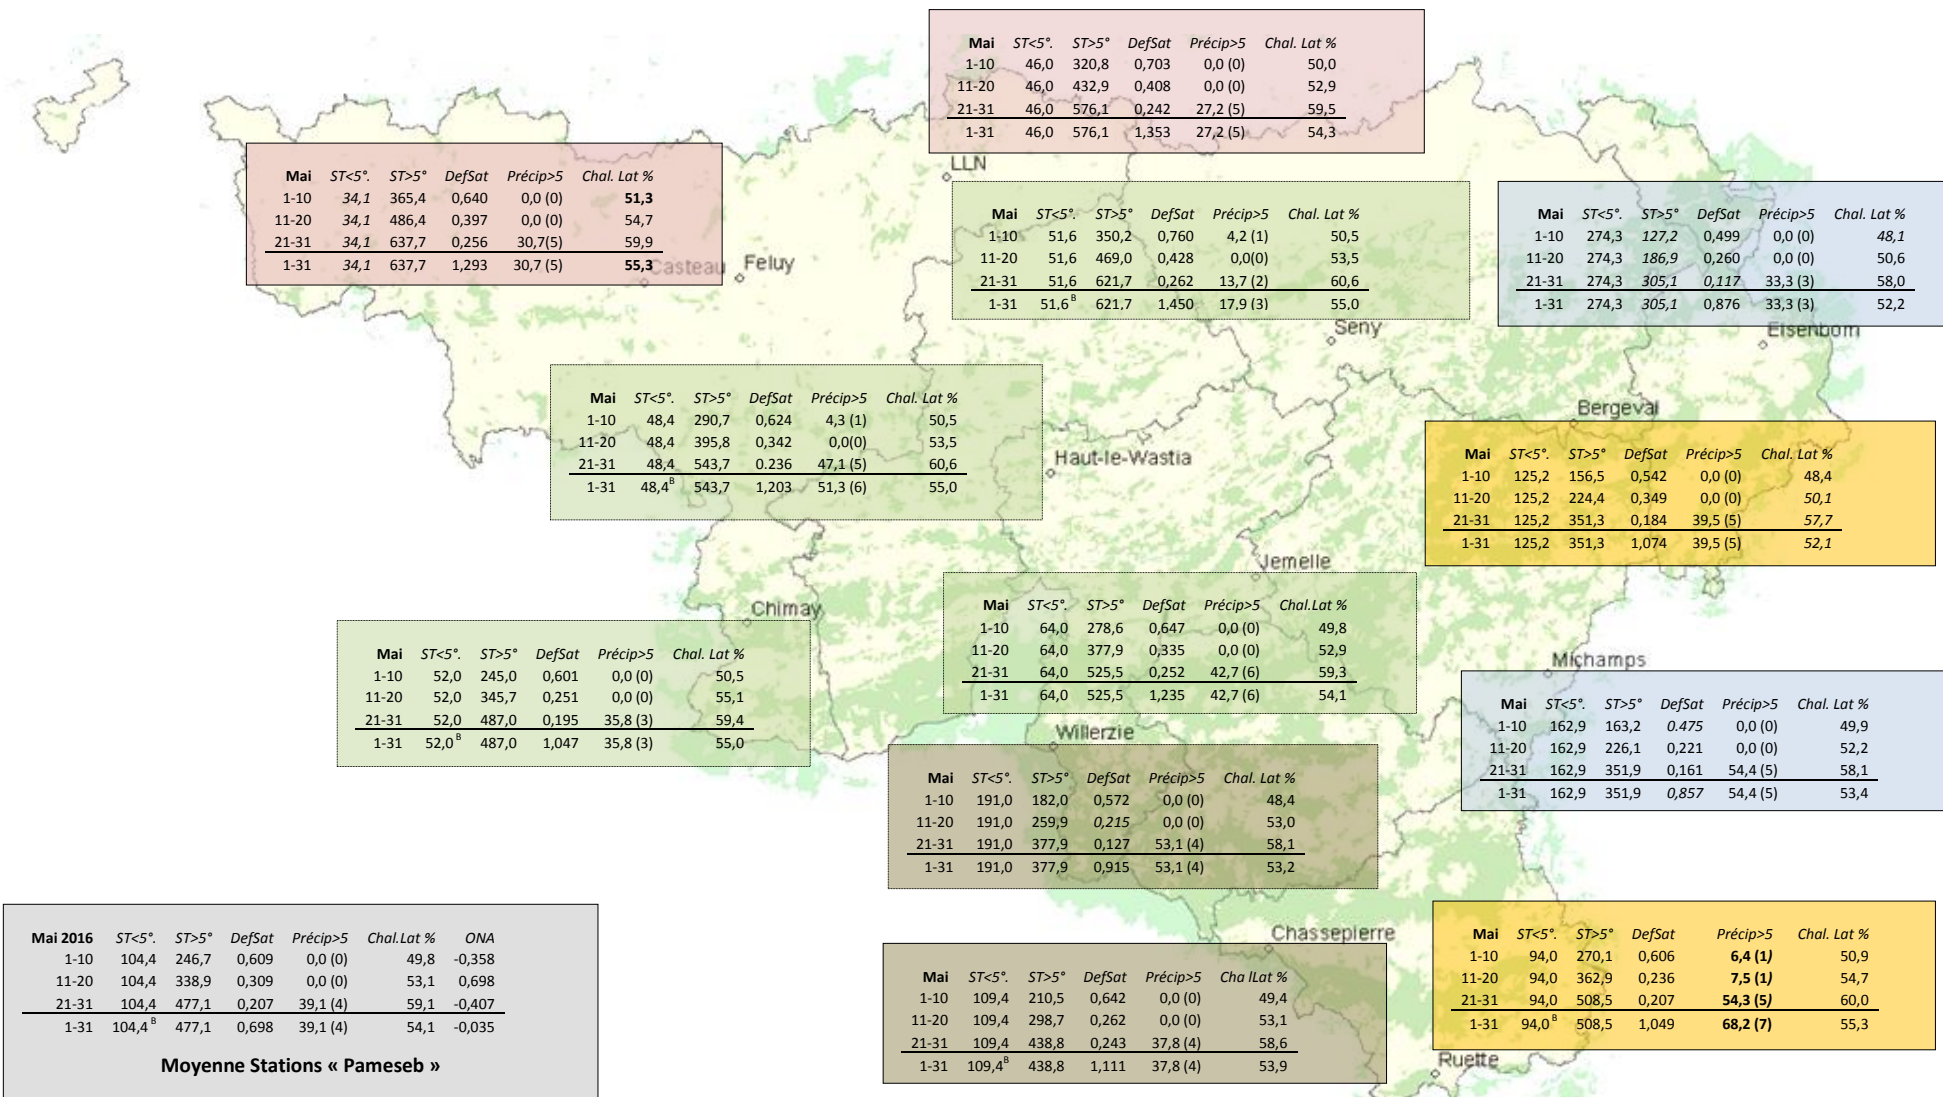 Mai ST<5°. ST>5° DefSat Précip>5 Chal. Lat %
1-10 46,0 320,8 0,703 0,0 (0) 50,0
11-20 46,0 432,9 0,408 0,0 (0) 52,9
21-31 46,0 576,1 0,242 27,2 (5) 59,5
1-31 46,0 576,1 1,353 27,2 (5) 54,3
LLN
Mai ST<5°. ST>5° DefSat Précip>5 Chal. Lat %
1-10 34,1 365,4 0,640 0,0 (0) 51,3
11-20 34,1 486,4 0,397 0,0 (0) 54,7
21-31 34,1 637,7 0,256 30,7(5) 59,9
1-31 34,1 637,7 1,293 30,7 (5) 55,3
Casteau
Feluy
Mai ST<5°. ST>5° DefSat Précip>5 Chal. Lat %
1-10 51,6 350,2 0,760 4,2 (1) 50,5
11-20 51,6 469,0 0,428 0,0(0) 53,5
21-31 51,6 621,7 0,262 13,7 (2) 60,6
1-31 51,6 B 621,7 1,450 17,9 (3) 55,0
Seny
Mai ST<5°. ST>5° DefSat Précip>5 Chal. Lat %
1-10 274,3 127,2 0,499 0,0 (0) 48,1
11-20 274,3 186,9 0,260 0,0 (0) 50,6
21-31 274,3 305,1 0,117 33,3 (3) 58,0
1-31 274,3 305,1 0,876 33,3 (3) 52,2
Elsenborn
Mai ST<5°. ST>5° DefSat Précip>5 Chal. Lat %
1-10 48,4 290,7 0,624 4,3 (1) 50,5
11-20 48,4 395,8 0,342 0,0(0) 53,5
21-31 48,4 543,7 0.236 47,1 (5) 60,6
1-31 48,4 B 543,7 1,203 51,3 (6) 55,0
Haut-le-Wastia
Bergeval
Mai ST<5°. ST>5° DefSat Précip>5 Chal. Lat %
1-10 125,2 156,5 0,542 0,0 (0) 48,4
11-20 125,2 224,4 0,349 0,0 (0) 50,1
21-31 125,2 351,3 0,184 39,5 (5) 57,7
1-31 125,2 351,3 1,074 39,5 (5) 52,1
Jemelle
Mai ST<5°. ST>5° DefSat Précip>5 Chal.Lat %
1-10 64,0 278,6 0,647 0,0 (0) 49,8
11-20 64,0 377,9 0,335 0,0 (0) 52,9
21-31 64,0 525,5 0,252 42,7 (6) 59,3
1-31 64,0 525,5 1,235 42,7 (6) 54,1
Chimay
Mai ST<5°. ST>5° DefSat Précip>5 Chal. Lat %
1-10 52,0 245,0 0,601 0,0 (0) 50,5
11-20 52,0 345,7 0,251 0,0 (0) 55,1
21-31 52,0 487,0 0,195 35,8 (3) 59,4
1-31 52,0 B 487,0 1,047 35,8 (3) 55,0
Michamps
Mai ST<5°. ST>5° DefSat Précip>5 Chal. Lat %
1-10 162,9 163,2 0.475 0,0 (0) 49,9
11-20 162,9 226,1 0,221 0,0 (0) 52,2
21-31 162,9 351,9 0,161 54,4 (5) 58,1
1-31 162,9 351,9 0,857 54,4 (5) 53,4
Willerzie
Mai ST<5°. ST>5° DefSat Précip>5 Chal. Lat %
1-10 191,0 182,0 0,572 0,0 (0) 48,4
11-20 191,0 259,9 0,215 0,0 (0) 53,0
21-31 191,0 377,9 0,127 53,1 (4) 58,1
1-31 191,0 377,9 0,915 53,1 (4) 53,2
Mai 2016 ST<5°. ST>5° DefSat Précip>5 Chal.Lat % ONA
1-10 104,4 246,7 0,609 0,0 (0) 49,8 -0,358
11-20 104,4 338,9 0,309 0,0 (0) 53,1 0,698
21-31 104,4 477,1 0,207 39,1 (4) 59,1 -0,407
1-31 104,4 B 477,1 0,698 39,1 (4) 54,1 -0,035
Moyenne Stations « Pameseb »
Chassepierre
Mai ST<5°. ST>5° DefSat Précip>5 Cha lLat %
1-10 109,4 210,5 0,642 0,0 (0) 49,4
11-20 109,4 298,7 0,262 0,0 (0) 53,1
21-31 109,4 438,8 0,243 37,8 (4) 58,6
1-31 109,4 B 438,8 1,111 37,8 (4) 53,9
Mai ST<5°. ST>5° DefSat Précip>5 Chal. Lat %
1-10 94,0 270,1 0,606 6,4 (1) 50,9
11-20 94,0 362,9 0,236 7,5 (1) 54,7
21-31 94,0 508,5 0,207 54,3 (5) 60,0
1-31 94,0 B 508,5 1,049 68,2 (7) 55,3
Ruette